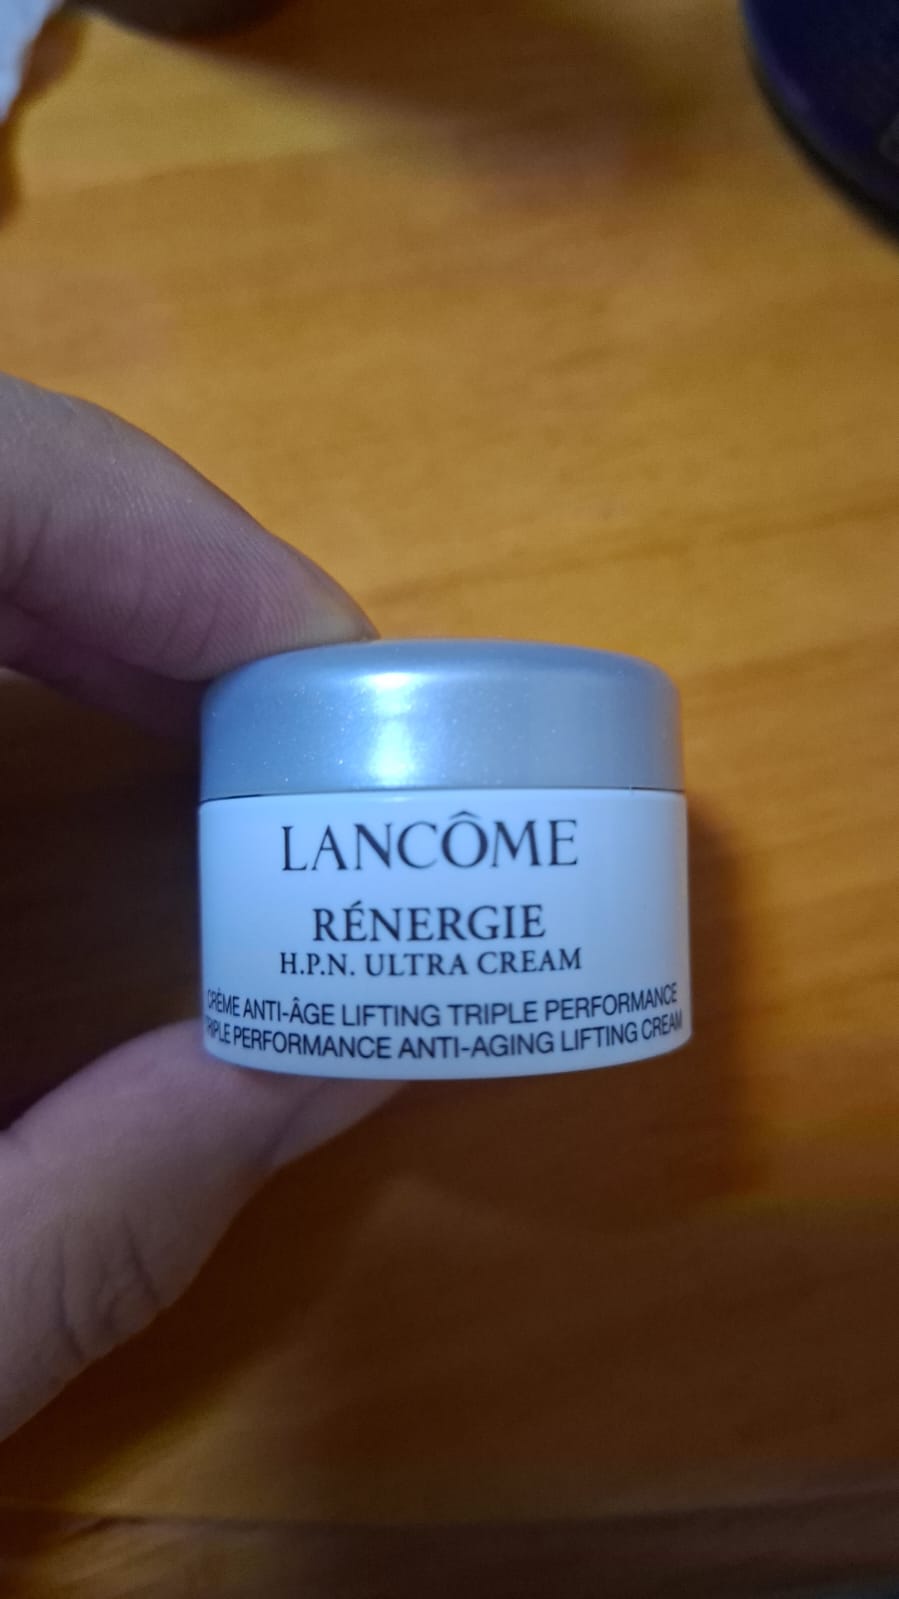 LANCÔME
RÉNERGIE
H.P.N. ULTRA CREAM
CRÈME ANTI-ÂGE LIFTING TRIPLE PERFORMANCE
TRIPLE PERFORMANCE ANTI-AGING LIFTING CREAM